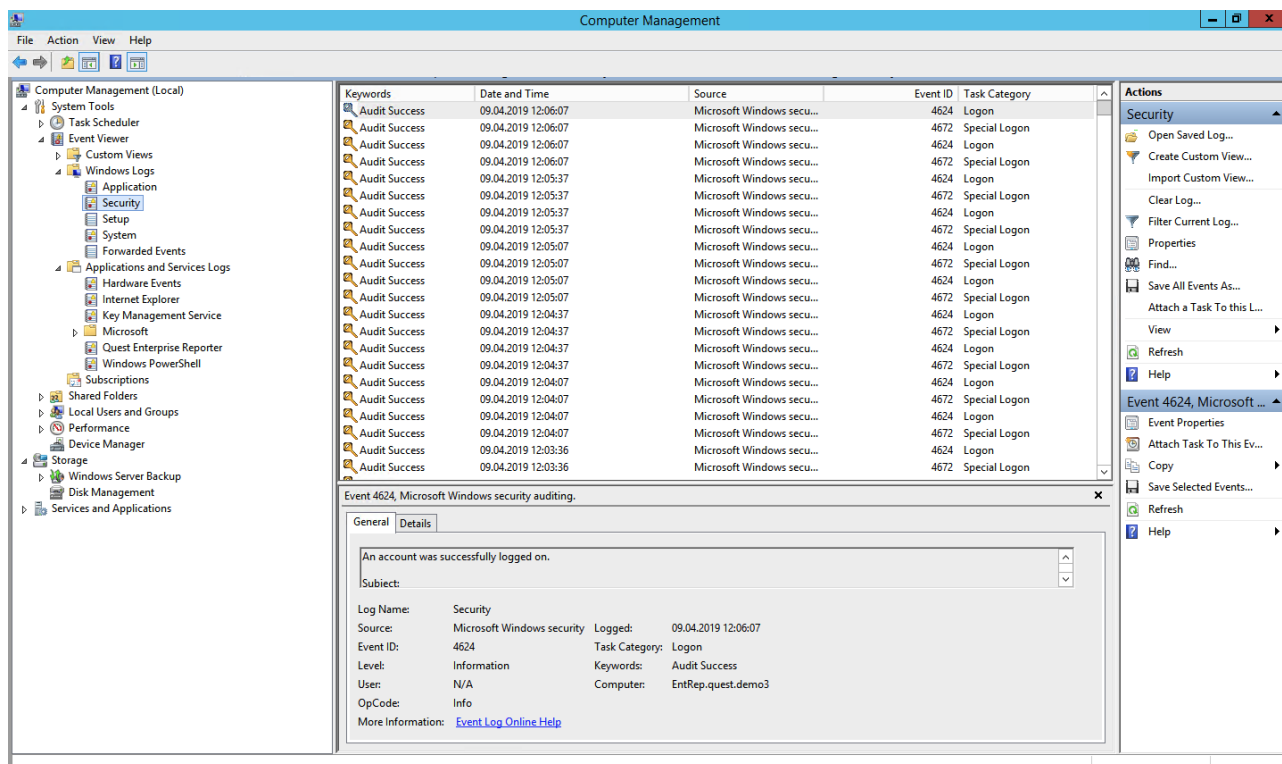 Computer Management
File Action View Help
Computer Management (Local)
System Tools
Task Scheduler
Event Viewer
Custom Views
Windows Logs
Application
Security
Setup
System
Forwarded Events
Applications and Services Logs
Hardware Events
Internet Explorer
Key Management Service
Microsoft
Quest Enterprise Reporter
Windows PowerShell
Subscriptions
Shared Folders
Local Users and Groups
Performance
Device Manager
Storage
Windows Server Backup
Disk Management
Services and Applications
Keywords Date and Time Source Event ID Task Category
Audit Success 09.04.2019 12:06:07 Microsoft Windows secu... 4624 Logon
Audit Success 09.04.2019 12:06:07 Microsoft Windows secu... 4672 Special Logon
Audit Success 09.04.2019 12:06:07 Microsoft Windows secu... 4624 Logon
Audit Success 09.04.2019 12:06:07 Microsoft Windows secu... 4672 Special Logon
Audit Success 09.04.2019 12:05:37 Microsoft Windows secu... 4624 Logon
Audit Success 09.04.2019 12:05:37 Microsoft Windows secu... 4672 Special Logon
Audit Success 09.04.2019 12:05:37 Microsoft Windows secu... 4624 Logon
Audit Success 09.04.2019 12:05:37 Microsoft Windows secu... 4672 Special Logon
Audit Success 09.04.2019 12:05:07 Microsoft Windows secu... 4624 Logon
Audit Success 09.04.2019 12:05:07 Microsoft Windows secu... 4672 Special Logon
Audit Success 09.04.2019 12:05:07 Microsoft Windows secu... 4624 Logon
Audit Success 09.04.2019 12:05:07 Microsoft Windows secu... 4672 Special Logon
Audit Success 09.04.2019 12:04:37 Microsoft Windows secu... 4624 Logon
Audit Success 09.04.2019 12:04:37 Microsoft Windows secu... 4672 Special Logon
Audit Success 09.04.2019 12:04:37 Microsoft Windows secu... 4624 Logon
Audit Success 09.04.2019 12:04:37 Microsoft Windows secu... 4672 Special Logon
Audit Success 09.04.2019 12:04:07 Microsoft Windows secu... 4624 Logon
Audit Success 09.04.2019 12:04:07 Microsoft Windows secu... 4672 Special Logon
Audit Success 09.04.2019 12:04:07 Microsoft Windows secu... 4624 Logon
Audit Success 09.04.2019 12:04:07 Microsoft Windows secu... 4672 Special Logon
Audit Success 09.04.2019 12:03:36 Microsoft Windows secu... 4624 Logon
Audit Success 09.04.2019 12:03:36 Microsoft Windows secu... 4672 Special Logon
Event 4624, Microsoft Windows security auditing.
General Details
An account was successfully logged on.
Subject:
Log Name: Security
Source: Microsoft Windows security Logged: 09.04.2019 12:06:07
Event ID: 4624 Task Category: Logon
Level: Information Keywords: Audit Success
User: N/A Computer: EntRep.quest.demo3
OpCode: Info
More Information: Event Log Online Help
Actions
Security
Open Saved Log...
Create Custom View...
Import Custom View...
Clear Log...
Filter Current Log...
Properties
Find...
Save All Events As...
Attach a Task To this L...
View
Refresh
Help
Event 4624, Microsoft ...
Event Properties
Attach Task To This Ev...
Copy
Save Selected Events...
Refresh
Help